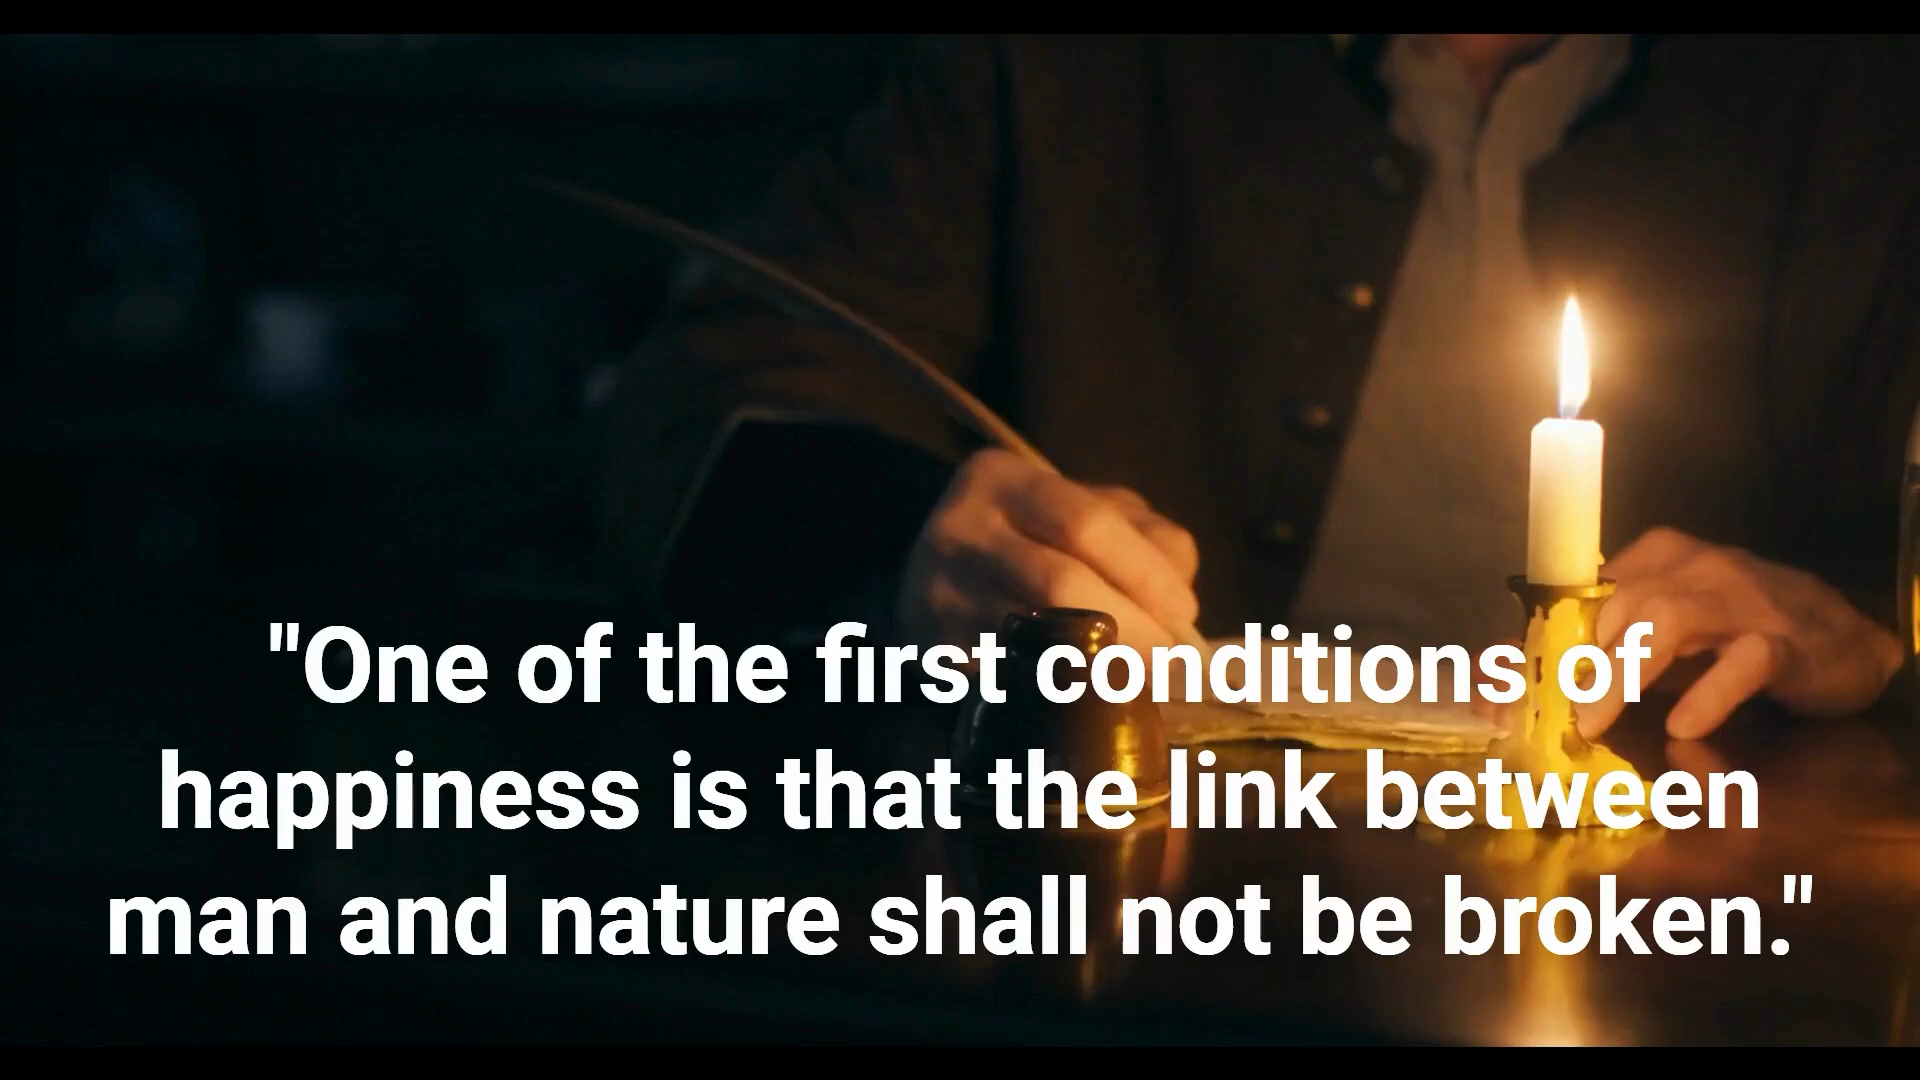 "One of the first conditions of
happiness is that the link between
man and nature shall not be broken."